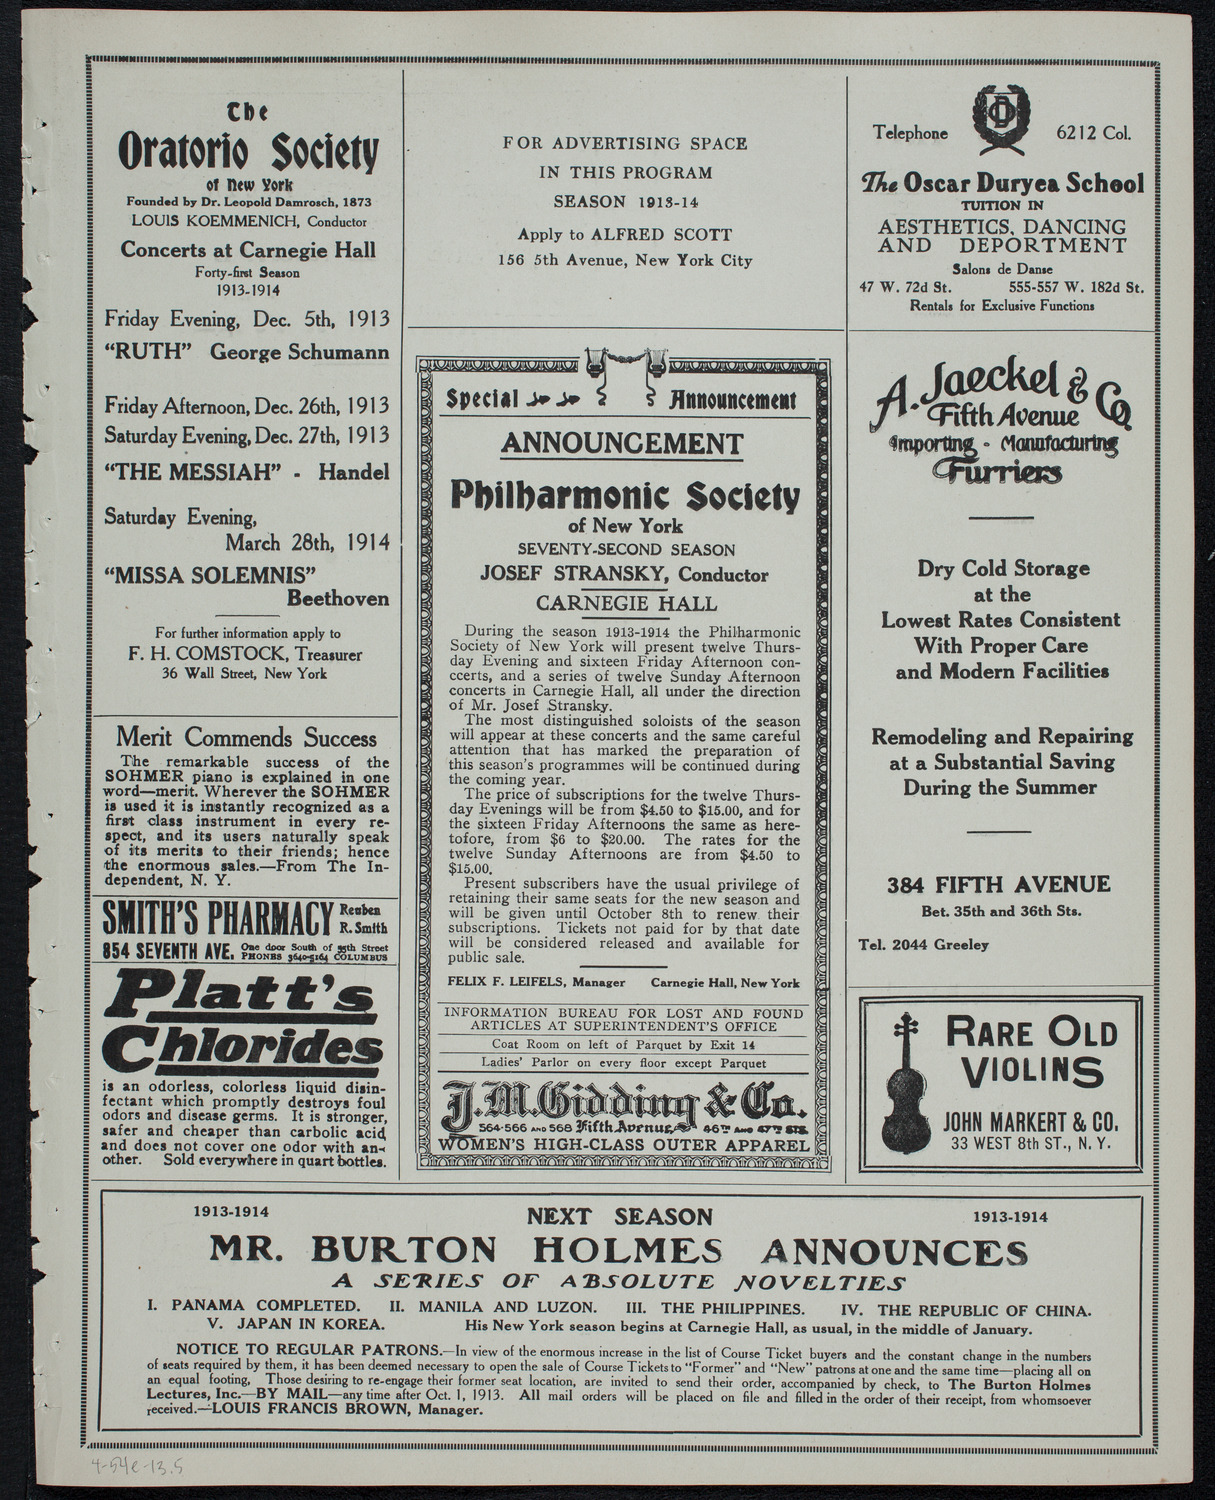 The
Oratorio Society
of New York
Founded by Dr. Leopold Damrosch, 1873
LOUIS KOEMMENICH, Conductor
Concerts at Carnegie Hall
Forty-first Season
1913-1914
Friday Evening, Dec. 5th, 1913
"RUTH" George Schumann
Friday Afternoon, Dec. 26th, 1913
Saturday Evening, Dec. 27th, 1913
"THE MESSIAH" - Handel
Saturday Evening,
March 28th, 1914
"MISSA SOLEMNIS"
Beethoven
For further information apply to
F. H. COMSTOCK, Treasurer
36 Wall Street, New York
Merit Commends Success
The remarkable success of the
SOHMER piano is explained in one
word—merit. Wherever the SOHMER
is used it is instantly recognized as a
first class instrument in every re-
spect, and its users naturally speak
of its merits to their friends; hence
the enormous sales.—From The In-
dependent, N. Y.
SMITH'S PHARMACY Reuben
R. Smith
854 SEVENTH AVE. One door South of 55th Street
PHONES 3640-5164 COLUMBUS
Platt's
Chlorides
is an odorless, colorless liquid disin-
fectant which promptly destroys foul
odors and disease germs. It is stronger,
safer and cheaper than carbolic acid
and does not cover one odor with an-
other. Sold everywhere in quart bottles.
FOR ADVERTISING SPACE
IN THIS PROGRAM
SEASON 1913-14
Apply to ALFRED SCOTT
156 5th Avenue, New York City
Special Announcement
ANNOUNCEMENT
Philharmonic Society
of New York
SEVENTY-SECOND SEASON
JOSEF STRANSKY, Conductor
CARNEGIE HALL
During the season 1913-1914 the Philharmonic
Society of New York will present twelve Thurs-
day Evening and sixteen Friday Afternoon con-
certs, and a series of twelve Sunday Afternoon
concerts in Carnegie Hall, all under the direction
of Mr. Josef Stransky.
The most distinguished soloists of the season
will appear at these concerts and the same careful
attention that has marked the preparation of
this season's programmes will be continued during
the coming year.
The price of subscriptions for the twelve Thurs-
day Evenings will be from $4.50 to $15.00, and for
the sixteen Friday Afternoons the same as here-
tofore, from $6 to $20.00. The rates for the
twelve Sunday Afternoons are from $4.50 to
$15.00.
Present subscribers have the usual privilege of
retaining their same seats for the new season and
will be given until October 8th to renew their
subscriptions. Tickets not paid for by that date
will be considered released and available for
public sale.
FELIX F. LEIFELS, Manager Carnegie Hall, New York
INFORMATION BUREAU FOR LOST AND FOUND
ARTICLES AT SUPERINTENDENT'S OFFICE
Coat Room on left of Parquet by Exit 14
Ladies' Parlor on every floor except Parquet
J.M.Gidding & Co.
564-566 AND 568 Fifth Avenue 46TH AND 47TH STS.
WOMEN'S HIGH-CLASS OUTER APPAREL
Telephone D 6212 Col.
The Oscar Duryea School
TUITION IN
AESTHETICS, DANCING
AND DEPORTMENT
Salons de Danse
47 W. 72d St. 555-557 W. 182d St.
Rentals for Exclusive Functions
A. Jaeckel & Co
Fifth Avenue
Importing - Manufacturing
Furriers
Dry Cold Storage
at the
Lowest Rates Consistent
With Proper Care
and Modern Facilities
Remodeling and Repairing
at a Substantial Saving
During the Summer
384 FIFTH AVENUE
Bet. 35th and 36th Sts.
Tel. 2044 Greeley
RARE OLD
VIOLINS
JOHN MARKERT & CO.
33 WEST 8th ST., N. Y.
1913-1914 NEXT SEASON 1913-1914
MR. BURTON HOLMES ANNOUNCES
A SERIES OF ABSOLUTE NOVELTIES
I. PANAMA COMPLETED. II. MANILA AND LUZON. III. THE PHILIPPINES. IV. THE REPUBLIC OF CHINA.
V. JAPAN IN KOREA. His New York season begins at Carnegie Hall, as usual, in the middle of January.
NOTICE TO REGULAR PATRONS.—In view of the enormous increase in the list of Course Ticket buyers and the constant change in the numbers
of seats required by them, it has been deemed necessary to open the sale of Course Tickets to "Former" and "New" patrons at one and the same time—placing all on
an equal footing, Those desiring to re-engage their former seat location, are invited to send their order, accompanied by check, to The Burton Holmes
Lectures, Inc.—BY MAIL—any time after Oct. 1, 1913. All mail orders will be placed on file and filled in the order of their receipt, from whomsoever
received.—LOUIS FRANCIS BROWN, Manager.
4-54e-13.5